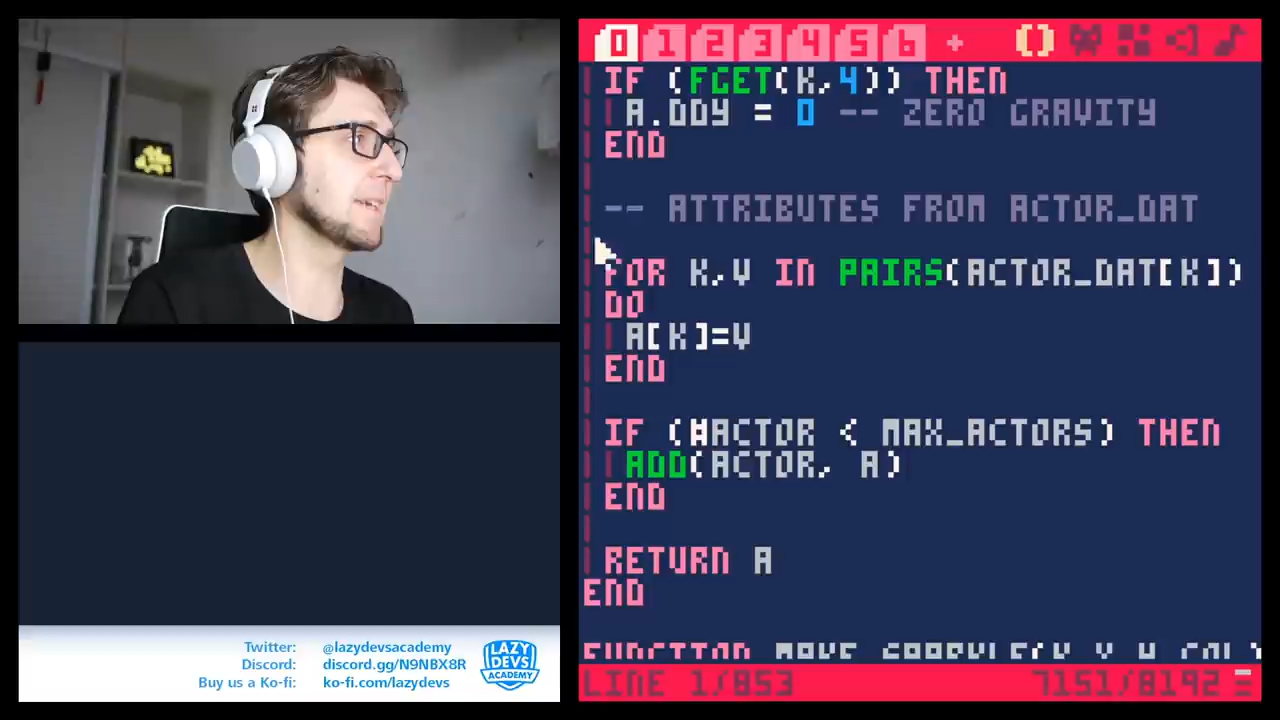 0 1 2 3 4 5 6 +
IF (FGET(K,4)) THEN
A.DDY = 0 -- ZERO GRAVITY
END
-- ATTRIBUTES FROM ACTOR_DAT
FOR K,V IN PAIRS(ACTOR_DAT[K])
DO
A[K]=V
END
IF (#ACTOR < MAX_ACTORS) THEN
ADD(ACTOR, A)
END
RETURN A
END
FUNCTION
LINE 1/853
7151/8192
Twitter: @lazydevsacademy
Discord: discord.gg/N9NBX8R
Buy us a Ko-fi: ko-fi.com/lazydevs
LAZY
DEVS
ACADEMY